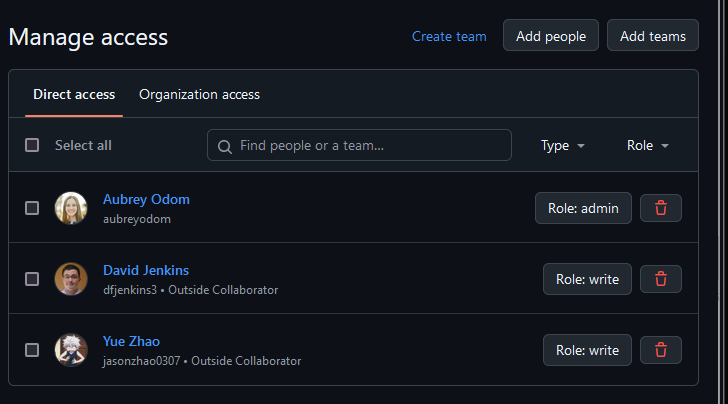 Manage access
Create team
Add people
Add teams
Direct access
Organization access
Select all
Find people or a team...
Type
Role
Aubrey Odom
aubreyodom
Role: admin
David Jenkins
dfjenkins3 • Outside Collaborator
Role: write
Yue Zhao
jasonzhao0307 • Outside Collaborator
Role: write